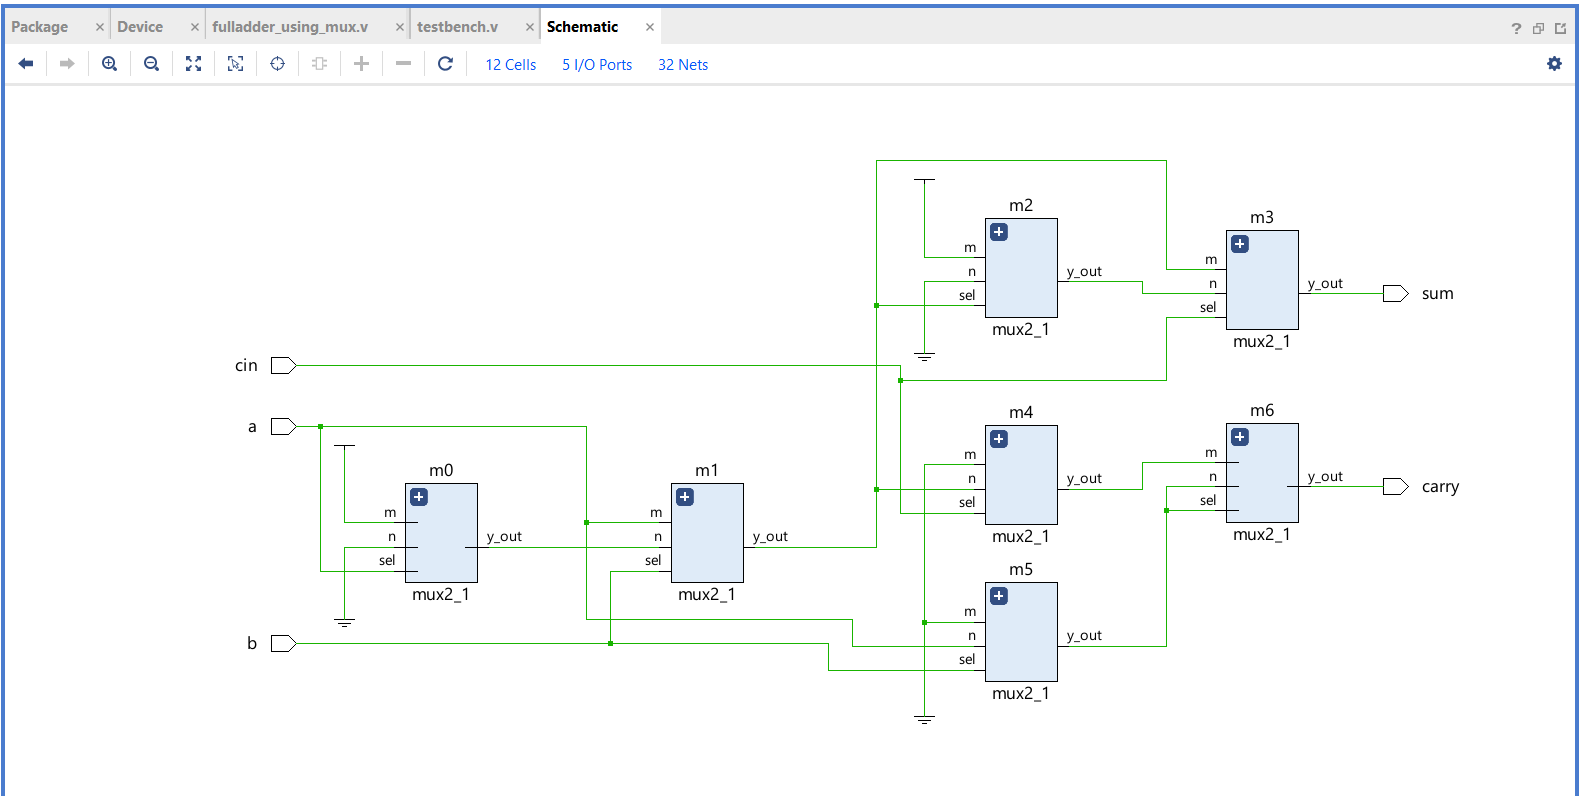 Package × Device × fulladder_using_mux.v × testbench.v × Schematic × ?
12 Cells 5 I/O Ports 32 Nets
m2
m
n
sel
y_out
mux2_1
m3
m
n
sel
y_out
mux2_1
sum
cin
a
b
m0
m
n
sel
y_out
mux2_1
m1
m
n
sel
y_out
mux2_1
m4
m
n
sel
y_out
mux2_1
m6
m
n
sel
y_out
mux2_1
carry
m5
m
n
sel
y_out
mux2_1